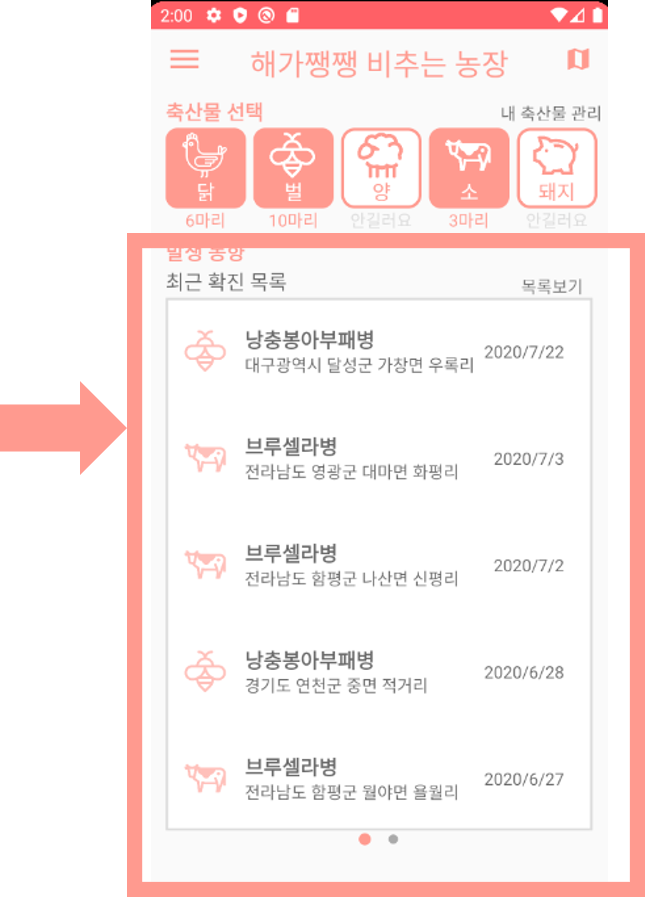 2:00
해가쨍쨍 비추는 농장
축산물 선택
내 축산물 관리
닭 벌 양 소 돼지
6마리 10마리 안길러요 3마리 안길러요
발생 동향
최근 확진 목록
목록보기
낭충봉아부패병
대구광역시 달성군 가창면 우록리
2020/7/22
브루셀라병
전라남도 영광군 대마면 화평리
2020/7/3
브루셀라병
전라남도 함평군 나산면 신평리
2020/7/2
낭충봉아부패병
경기도 연천군 중면 적거리
2020/6/28
브루셀라병
전라남도 함평군 월야면 욜월리
2020/6/27